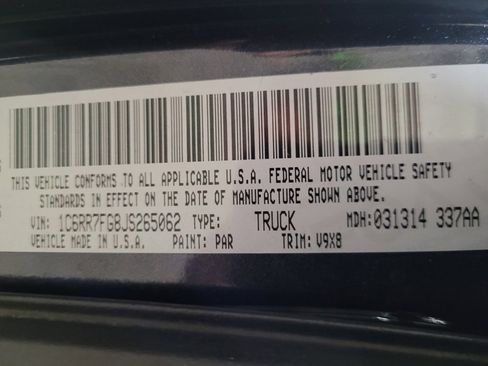 THIS VEHICLE CONFORMS TO ALL APPLICABLE U.S.A. FEDERAL MOTOR VEHICLE SAFETY
STANDARDS IN EFFECT ON THE DATE OF MANUFACTURE SHOWN ABOVE.
VIN: 1C6RR7FG8JS265062 TYPE: TRUCK MDH: 031314 337AA
VEHICLE MADE IN U.S.A. PAINT: PAR TRIM: V9X8